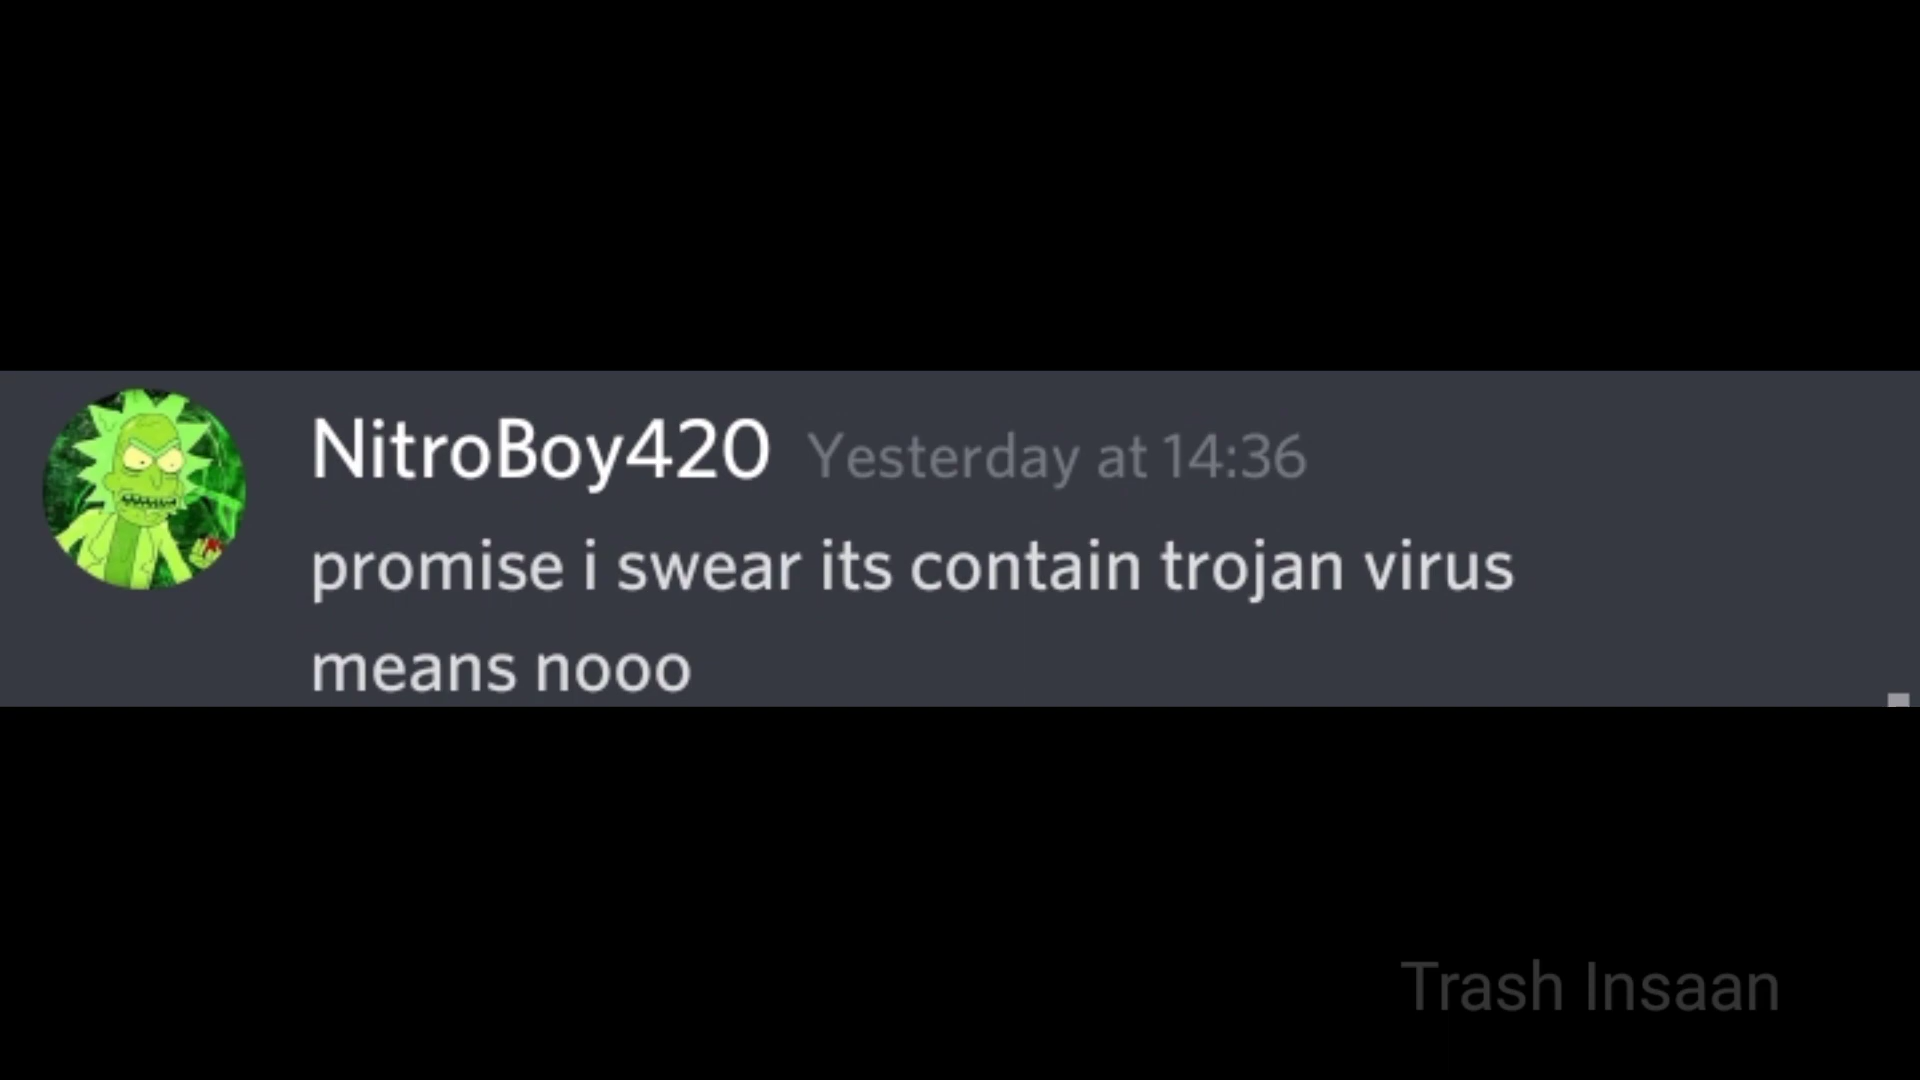 NitroBoy420 Yesterday at 14:36
promise i swear its contain trojan virus
means nooo
Trash Insaan